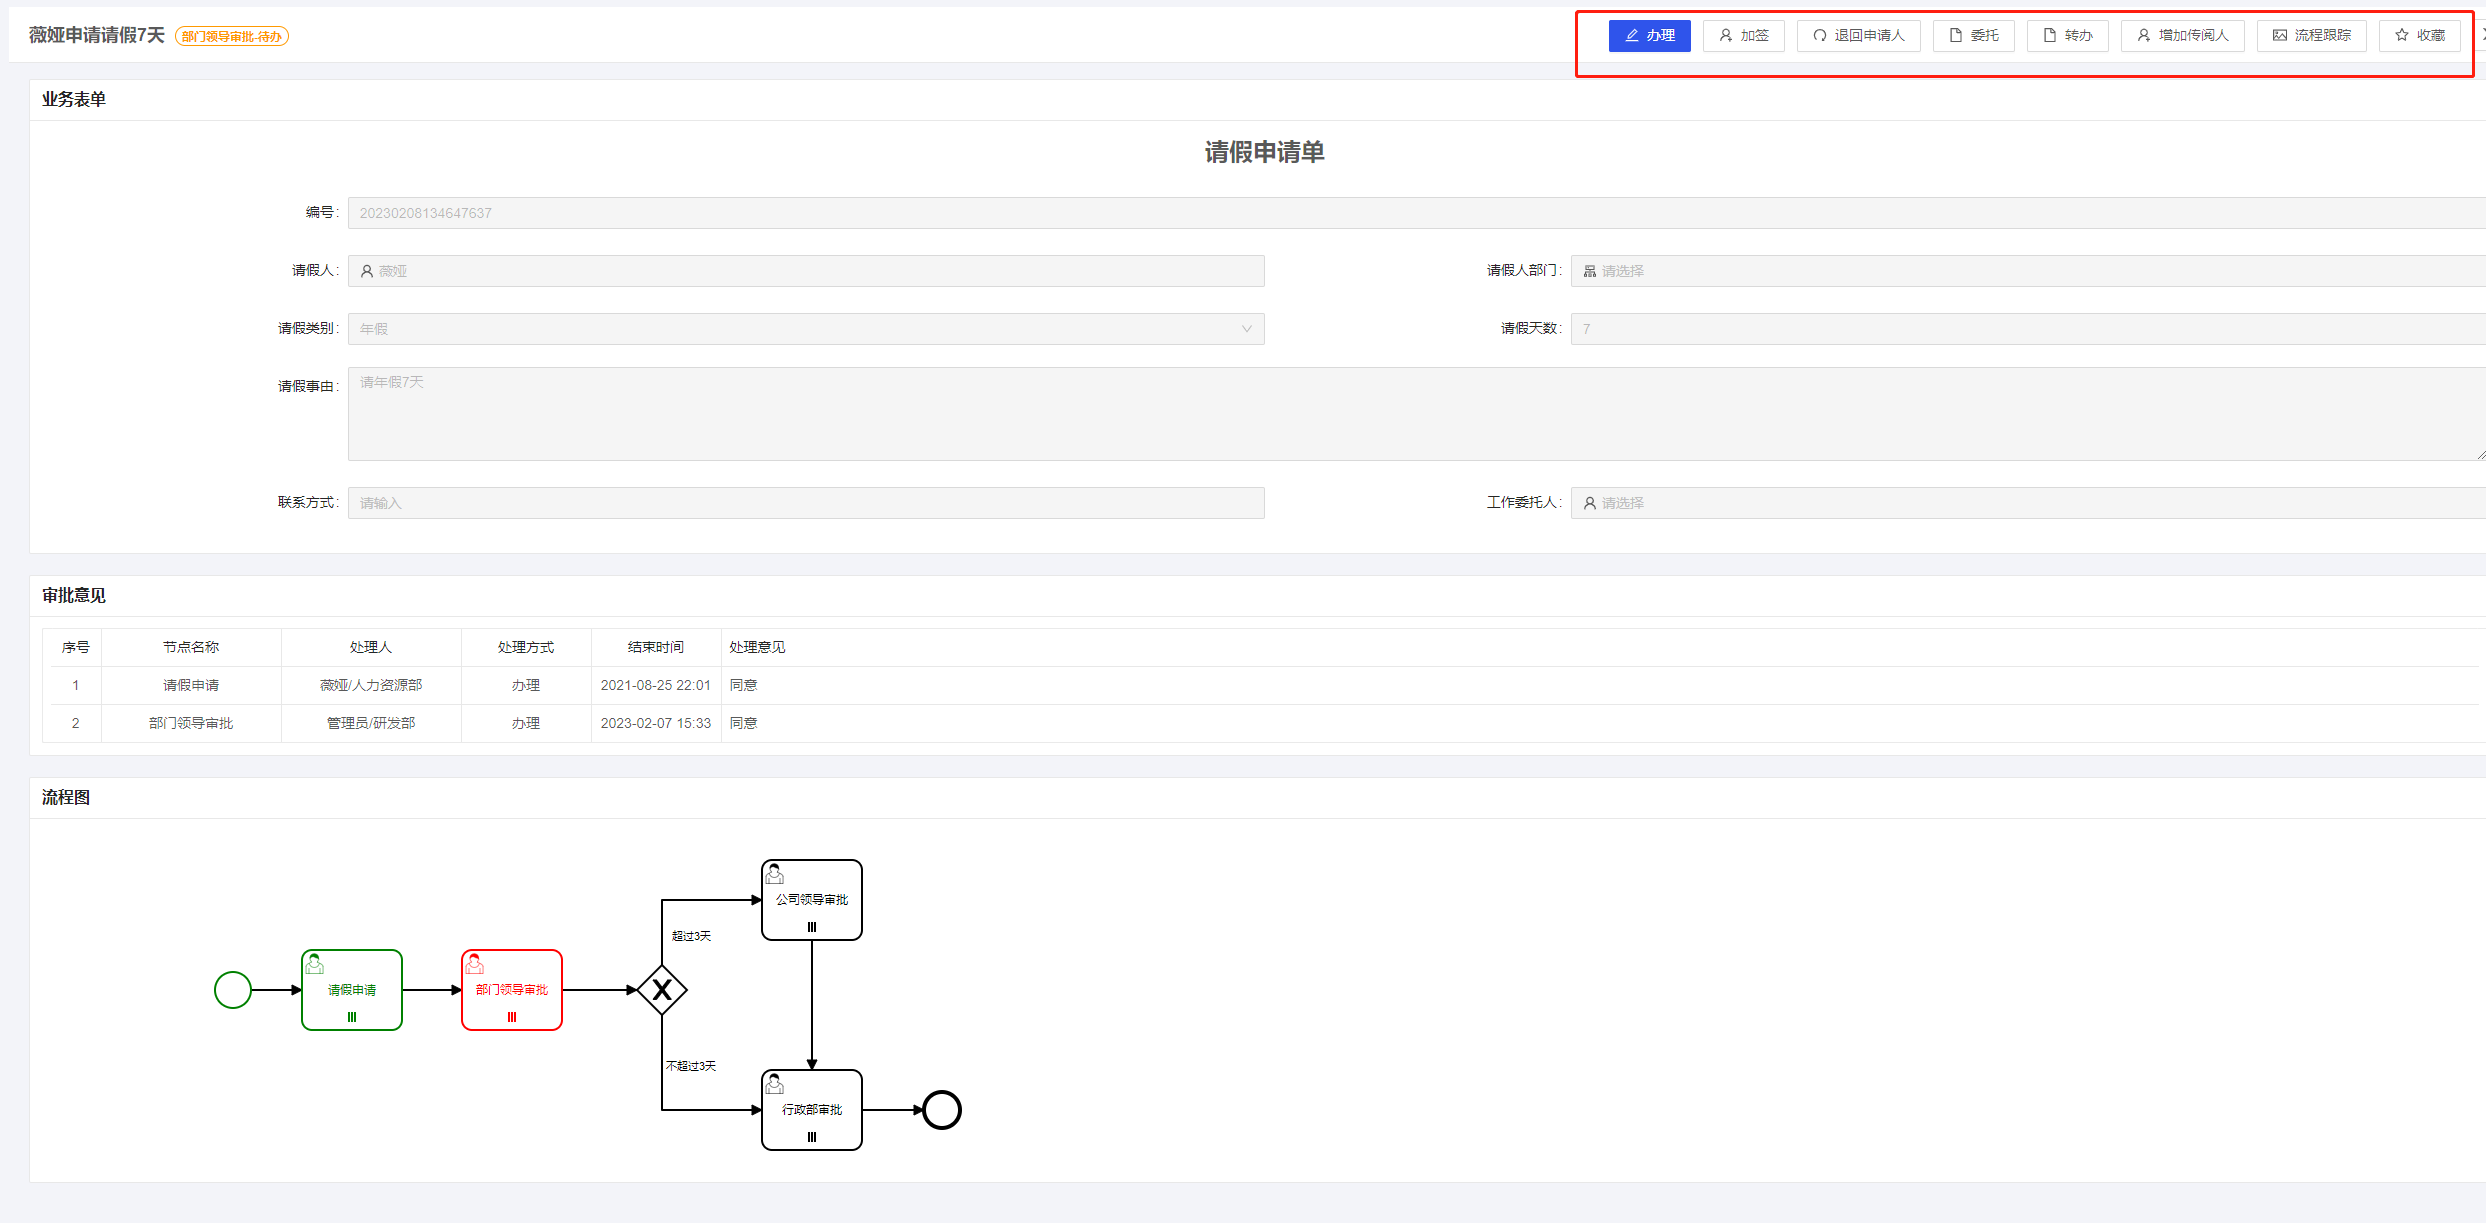 薇娅申请请假7天 部门领导审批-待办 办理 加签 退回申请人 委托 转办 增加传阅人 流程跟踪 收藏
业务表单
请假申请单
编号: 20230208134647637
请假人: 薇娅 请假人部门: 请选择
请假类别: 年假 请假天数: 7
请假事由: 请年假7天
联系方式: 请输入 工作委托人: 请选择
审批意见
序号 节点名称 处理人 处理方式 结束时间 处理意见
1 请假申请 薇娅/人力资源部 办理 2021-08-25 22:01 同意
2 部门领导审批 管理员/研发部 办理 2023-02-07 15:33 同意
流程图
公司领导审批
超过3天
请假申请 部门领导审批
不超过3天
行政部审批